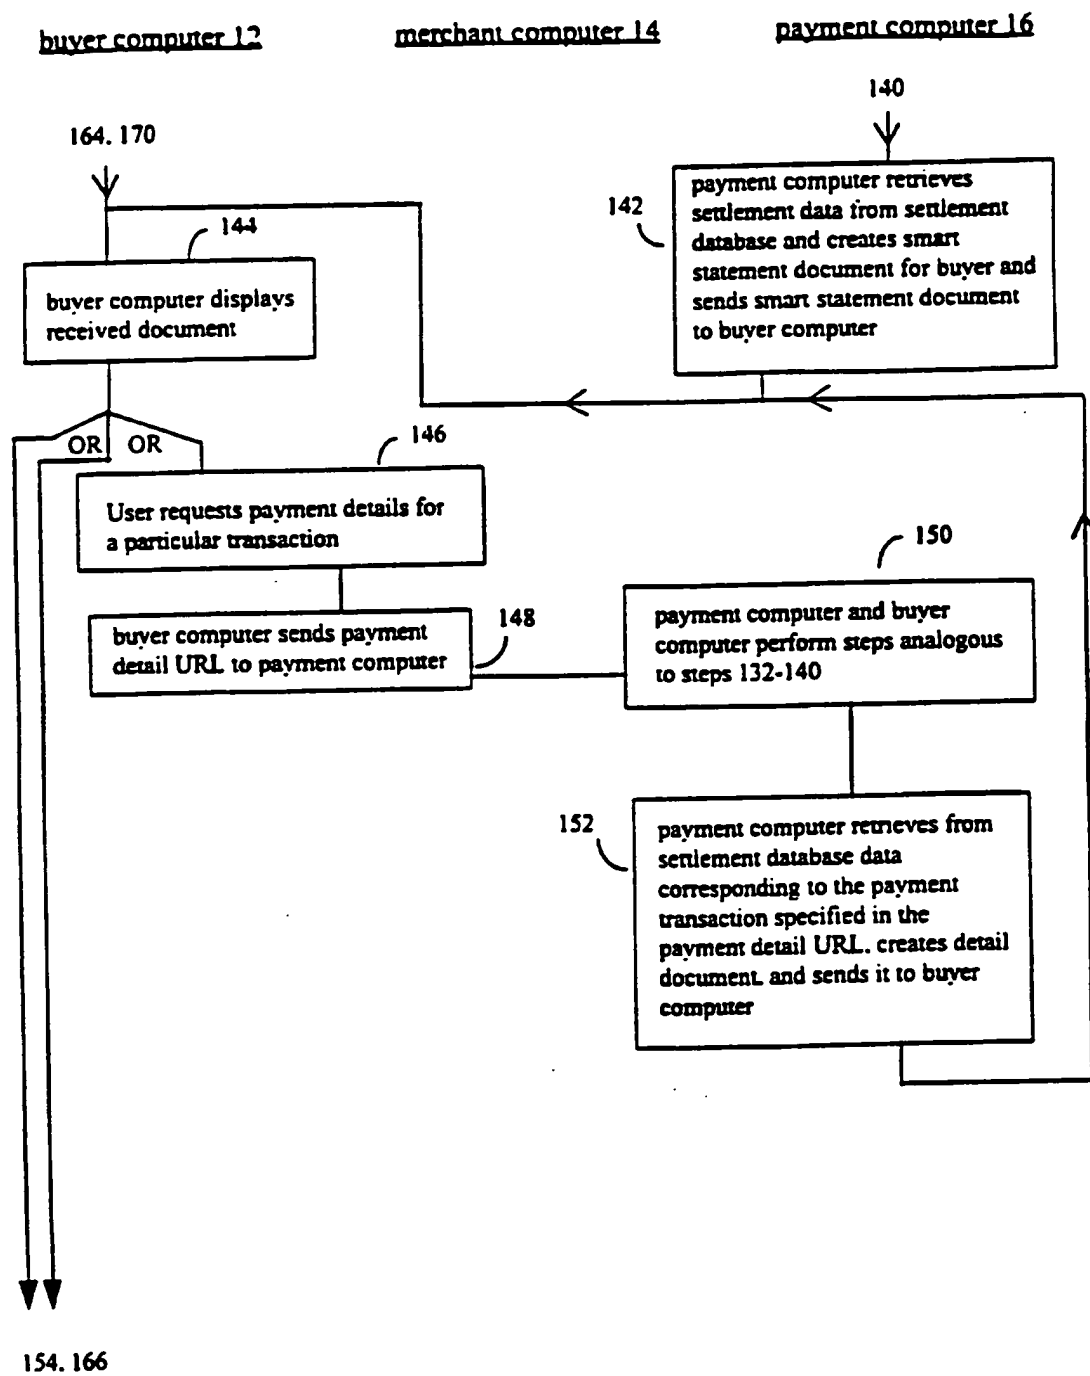 buyer computer 12
merchant computer 14
payment computer 16
140
164. 170
payment computer retrieves
settlement data from settlement
database and creates smart
statement document for buyer and
sends smart statement document
to buyer computer
142
144
buyer computer displays
received document
OR
OR
146
User requests payment details for
a particular transaction
150
buyer computer sends payment
detail URL to payment computer
148
payment computer and buyer
computer perform steps analogous
to steps 132-140
152
payment computer retrieves from
settlement database data
corresponding to the payment
transaction specified in the
payment detail URL. creates detail
document. and sends it to buyer
computer
154. 166